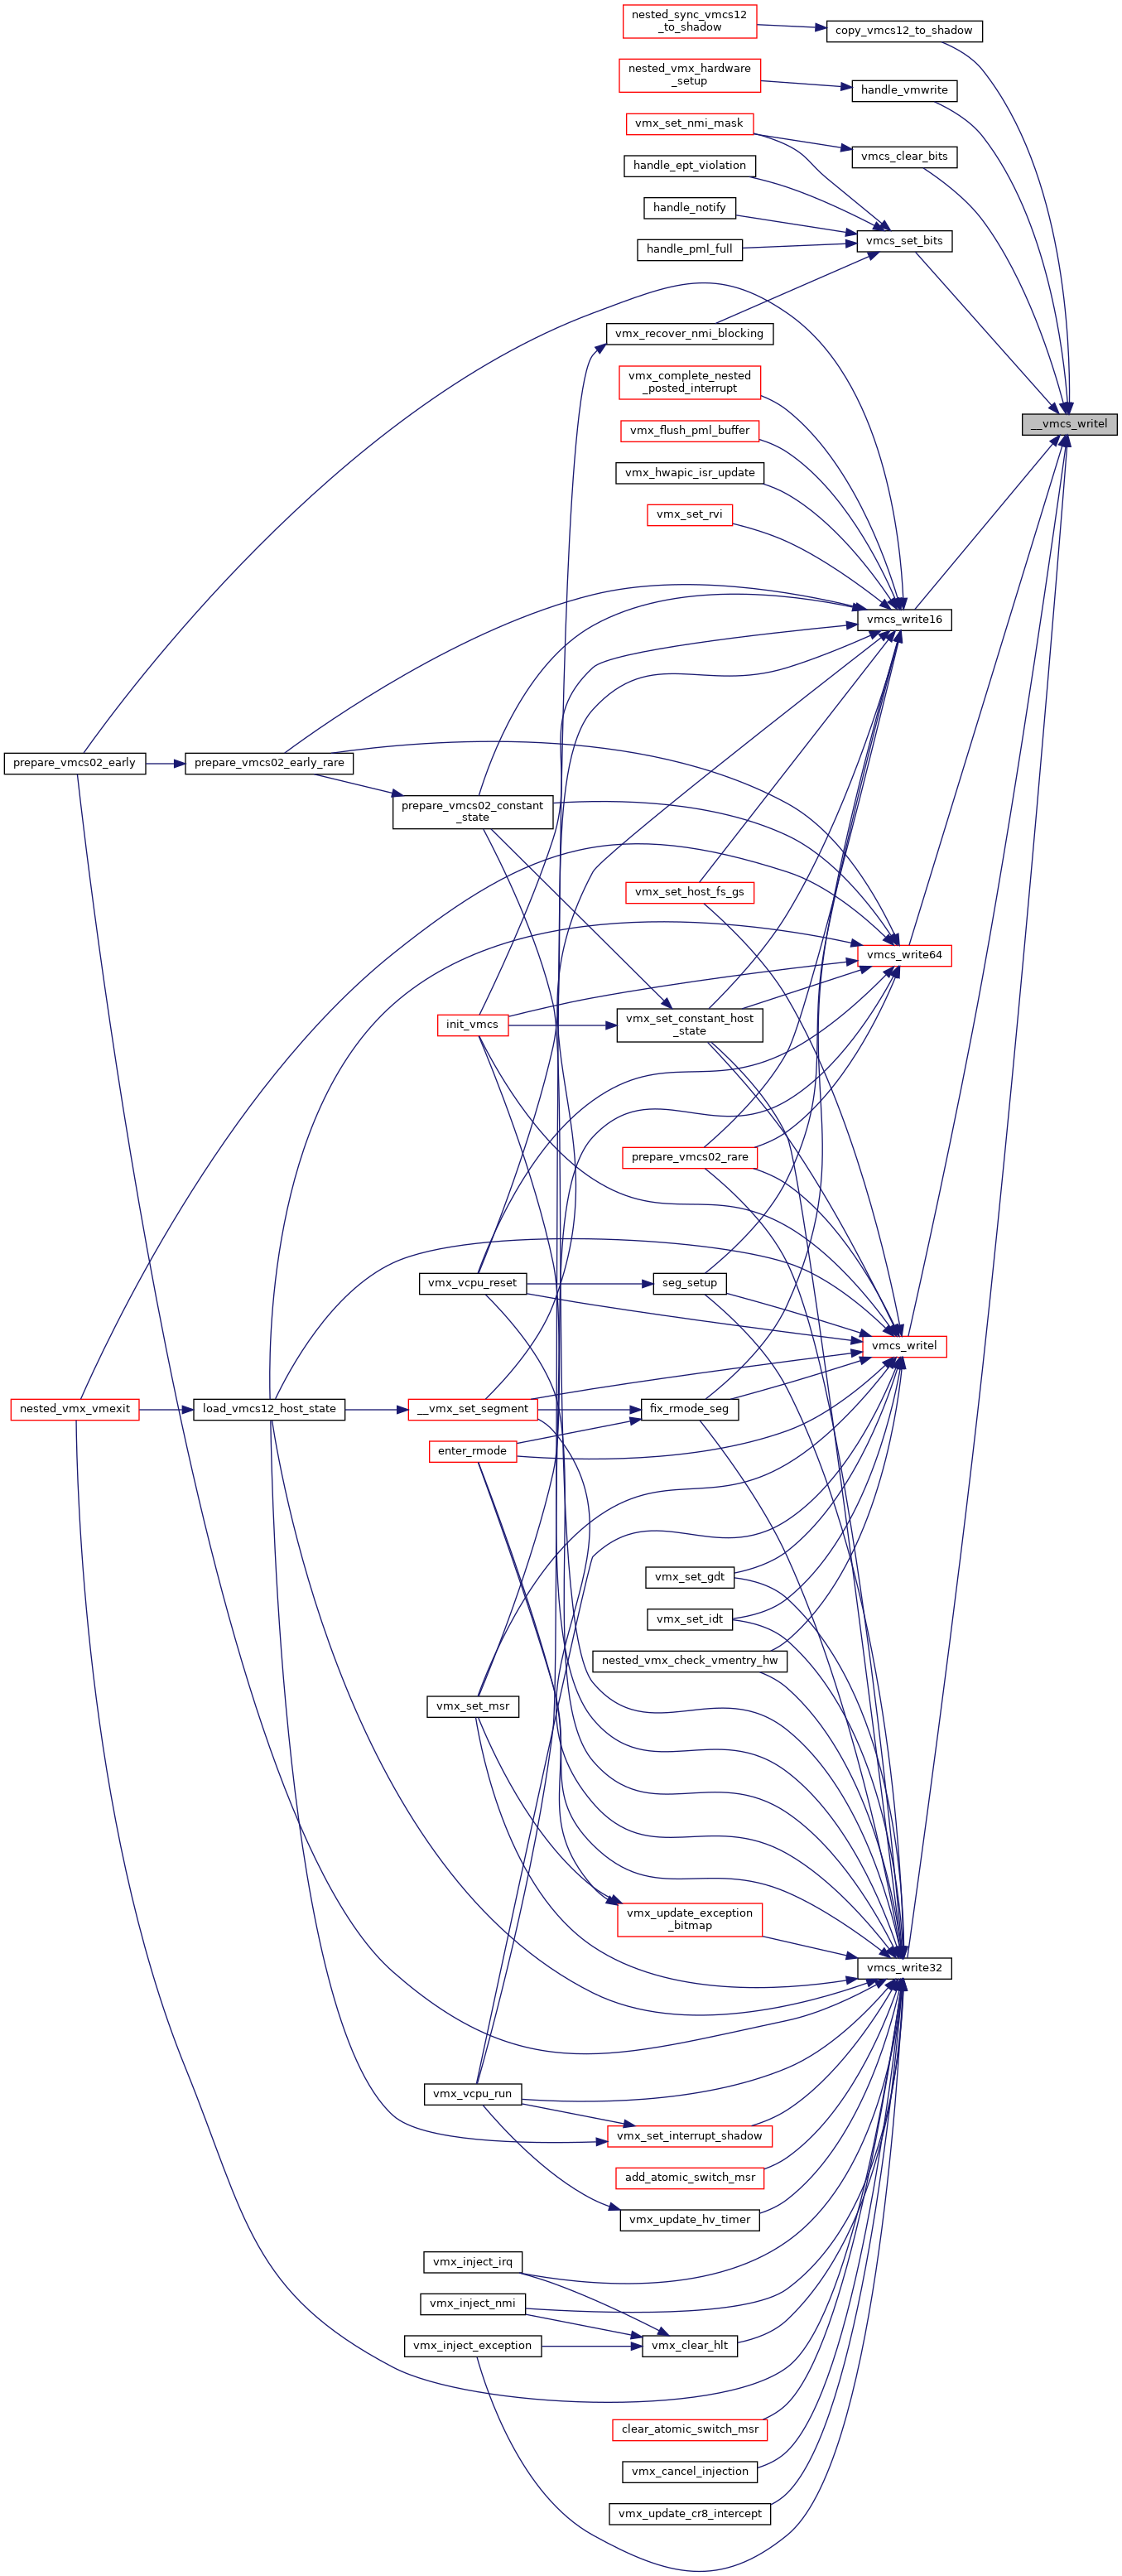 nested_sync_vmcs12
_to_shadow
copy_vmcs12_to_shadow
nested_vmx_hardware
_setup
handle_vmwrite
vmx_set_nmi_mask
vmcs_clear_bits
handle_ept_violation
handle_notify
vmcs_set_bits
handle_pml_full
vmx_recover_nmi_blocking
vmx_complete_nested
_posted_interrupt
vmx_flush_pml_buffer
__vmcs_writel
vmx_hwapic_isr_update
vmx_set_rvi
vmcs_write16
prepare_vmcs02_early
prepare_vmcs02_early_rare
prepare_vmcs02_constant
_state
vmx_set_host_fs_gs
vmcs_write64
init_vmcs
vmx_set_constant_host
_state
prepare_vmcs02_rare
vmx_vcpu_reset
seg_setup
vmcs_writel
nested_vmx_vmexit
load_vmcs12_host_state
__vmx_set_segment
fix_rmode_seg
enter_rmode
vmx_set_gdt
vmx_set_idt
nested_vmx_check_vmentry_hw
vmx_set_msr
vmx_update_exception
_bitmap
vmcs_write32
vmx_vcpu_run
vmx_set_interrupt_shadow
add_atomic_switch_msr
vmx_update_hv_timer
vmx_inject_irq
vmx_inject_nmi
vmx_inject_exception
vmx_clear_hlt
clear_atomic_switch_msr
vmx_cancel_injection
vmx_update_cr8_intercept